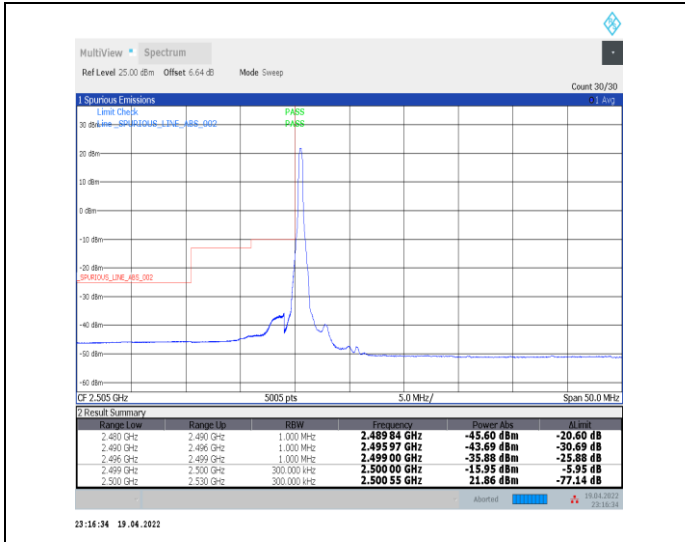 MultiView Spectrum
Ref Level 25.00 dBm Offset 6.64 dB Mode Sweep
Count 30/30
1 Spurious Emissions 1 Avg
Limit Check PASS
Line _SPURIOUS_LINE_ABS_002 PASS
30 dBm
20 dBm
10 dBm
0 dBm
-10 dBm
-20 dBm
_SPURIOUS_LINE_ABS_002
-30 dBm
-40 dBm
-50 dBm
-60 dBm
CF 2.505 GHz 5005 pts 5.0 MHz/ Span 50.0 MHz
2 Result Summary
Range Low Range Up RBW Frequency Power Abs ΔLimit
2.480 GHz 2.490 GHz 1.000 MHz 2.489 84 GHz -45.60 dBm -20.60 dB
2.490 GHz 2.496 GHz 1.000 MHz 2.495 97 GHz -43.69 dBm -30.69 dB
2.496 GHz 2.499 GHz 1.000 MHz 2.499 00 GHz -35.88 dBm -25.88 dB
2.499 GHz 2.500 GHz 300.000 kHz 2.500 00 GHz -15.95 dBm -5.95 dB
2.500 GHz 2.530 GHz 300.000 kHz 2.500 55 GHz 21.86 dBm -77.14 dB
Aborted 19.04.2022
23:16:34
23:16:34 19.04.2022